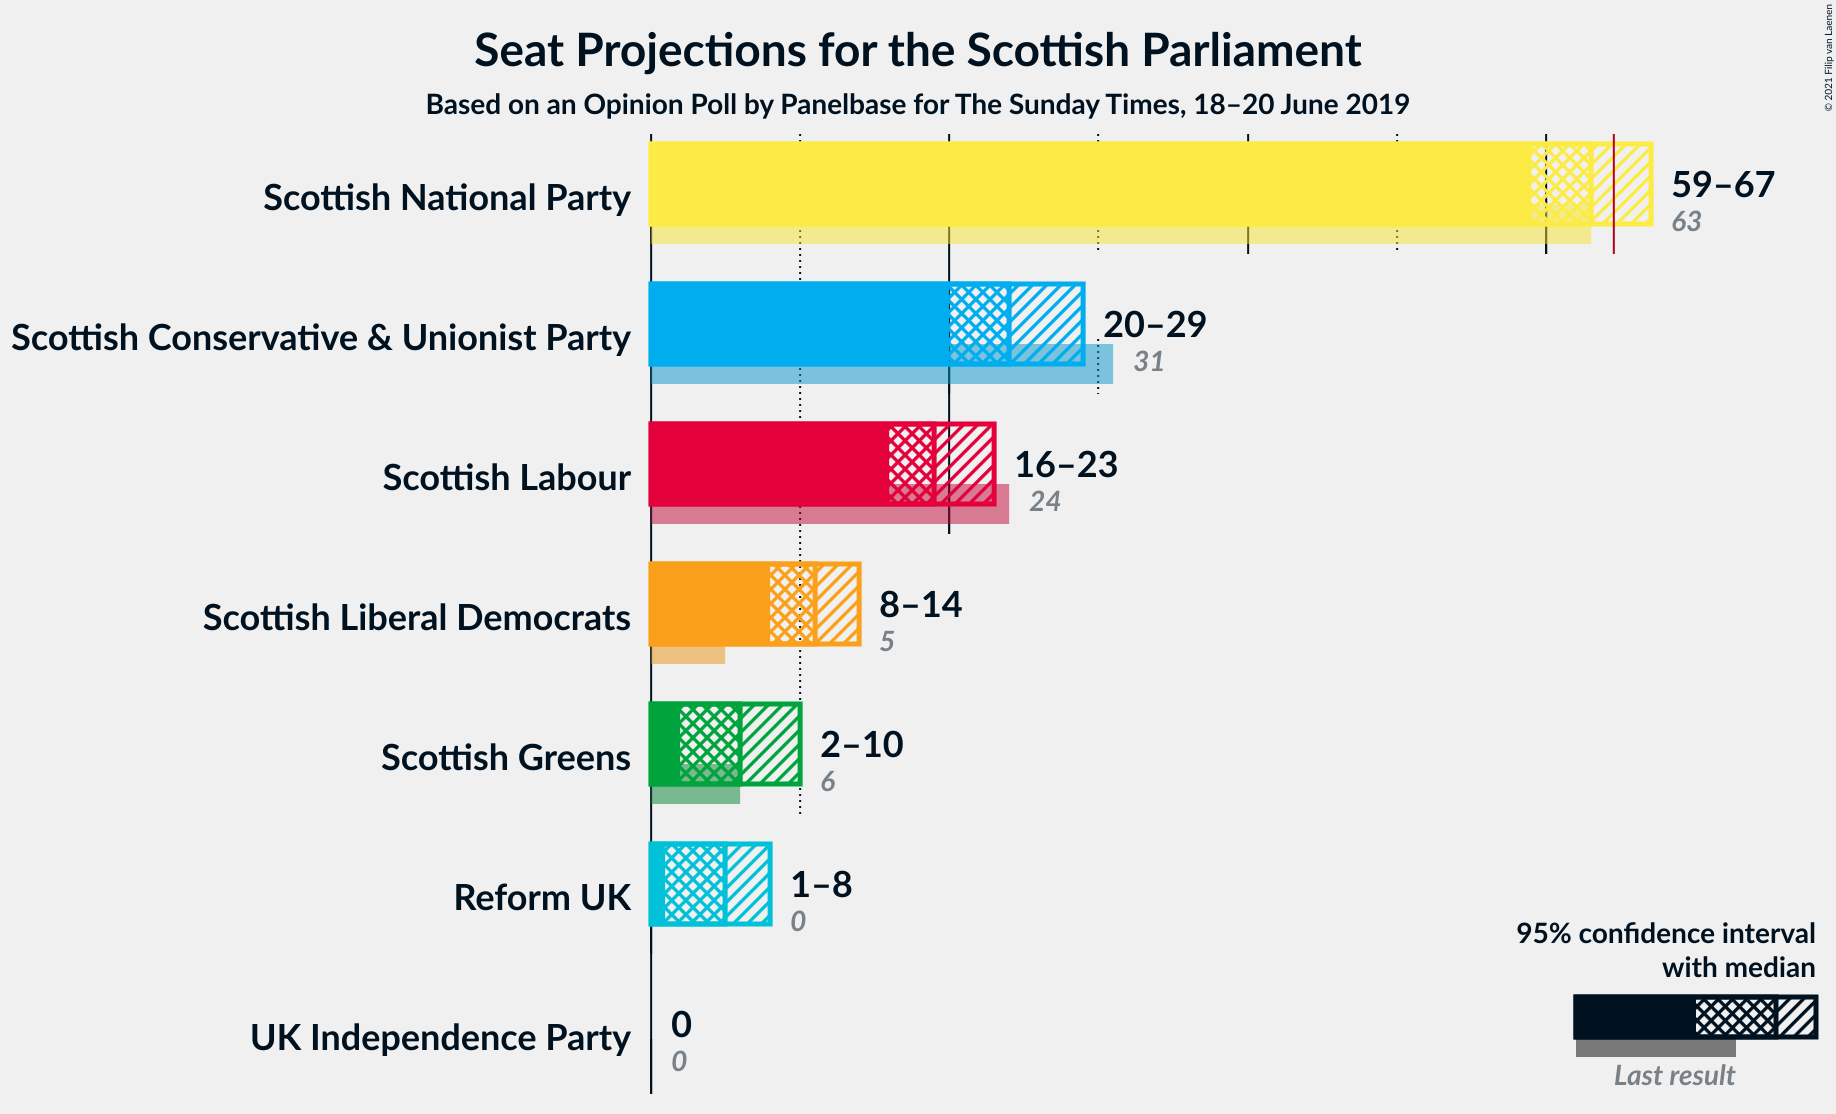 Seat Projections for the Scottish Parliament
Based on an Opinion Poll by Panelbase for The Sunday Times, 18–20 June 2019
© 2021 Filip van Laenen
Scottish National Party
59–67
63
Scottish Conservative & Unionist Party
20–29
31
Scottish Labour
16–23
24
Scottish Liberal Democrats
8–14
5
Scottish Greens
2–10
6
Reform UK
1–8
0
UK Independence Party
0
0
95% confidence interval
with median
Last result